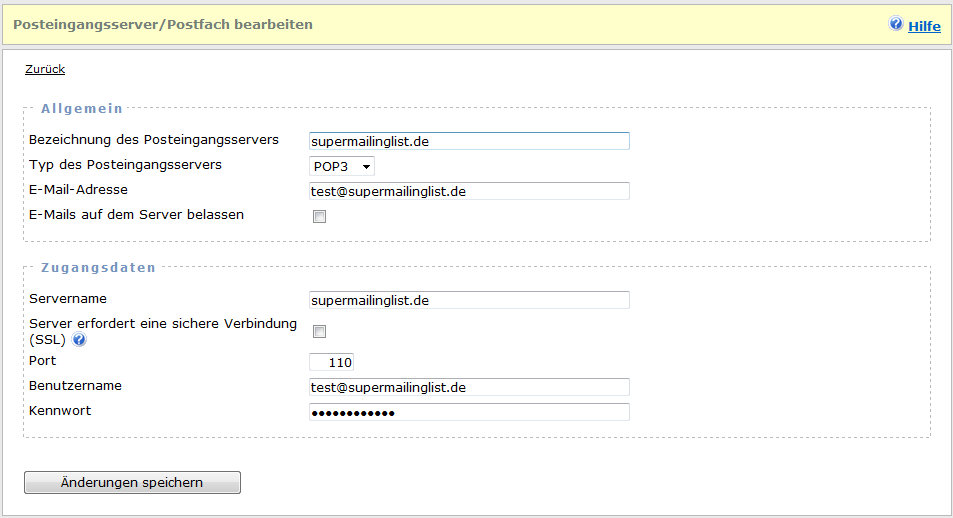 Posteingangsserver/Postfach bearbeiten
? Hilfe
Zurück
Allgemein
Bezeichnung des Posteingangsservers supermailinglist.de
Typ des Posteingangsservers POP3
E-Mail-Adresse test@supermailinglist.de
E-Mails auf dem Server belassen
Zugangsdaten
Servername supermailinglist.de
Server erfordert eine sichere Verbindung
(SSL) ?
Port 110
Benutzername test@supermailinglist.de
Kennwort ●●●●●●●●●●●●
Änderungen speichern